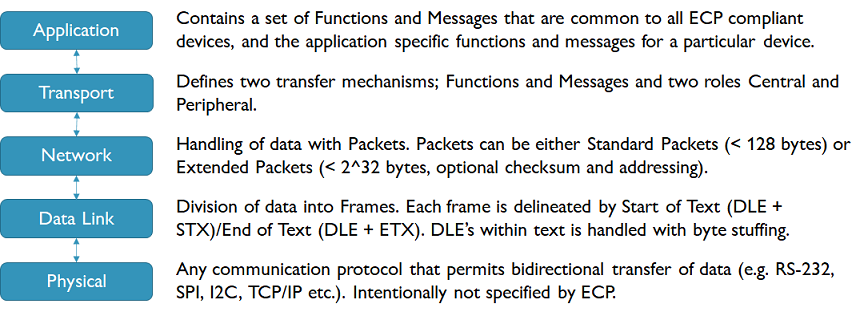 Application
Contains a set of Functions and Messages that are common to all ECP compliant
devices, and the application specific functions and messages for a particular device.
Transport
Defines two transfer mechanisms; Functions and Messages and two roles Central and
Peripheral.
Network
Handling of data with Packets. Packets can be either Standard Packets (< 128 bytes) or
Extended Packets (< 2^32 bytes, optional checksum and addressing).
Data Link
Division of data into Frames. Each frame is delineated by Start of Text (DLE +
STX)/End of Text (DLE + ETX). DLE's within text is handled with byte stuffing.
Physical
Any communication protocol that permits bidirectional transfer of data (e.g. RS-232,
SPI, I2C, TCP/IP etc.). Intentionally not specified by ECP.